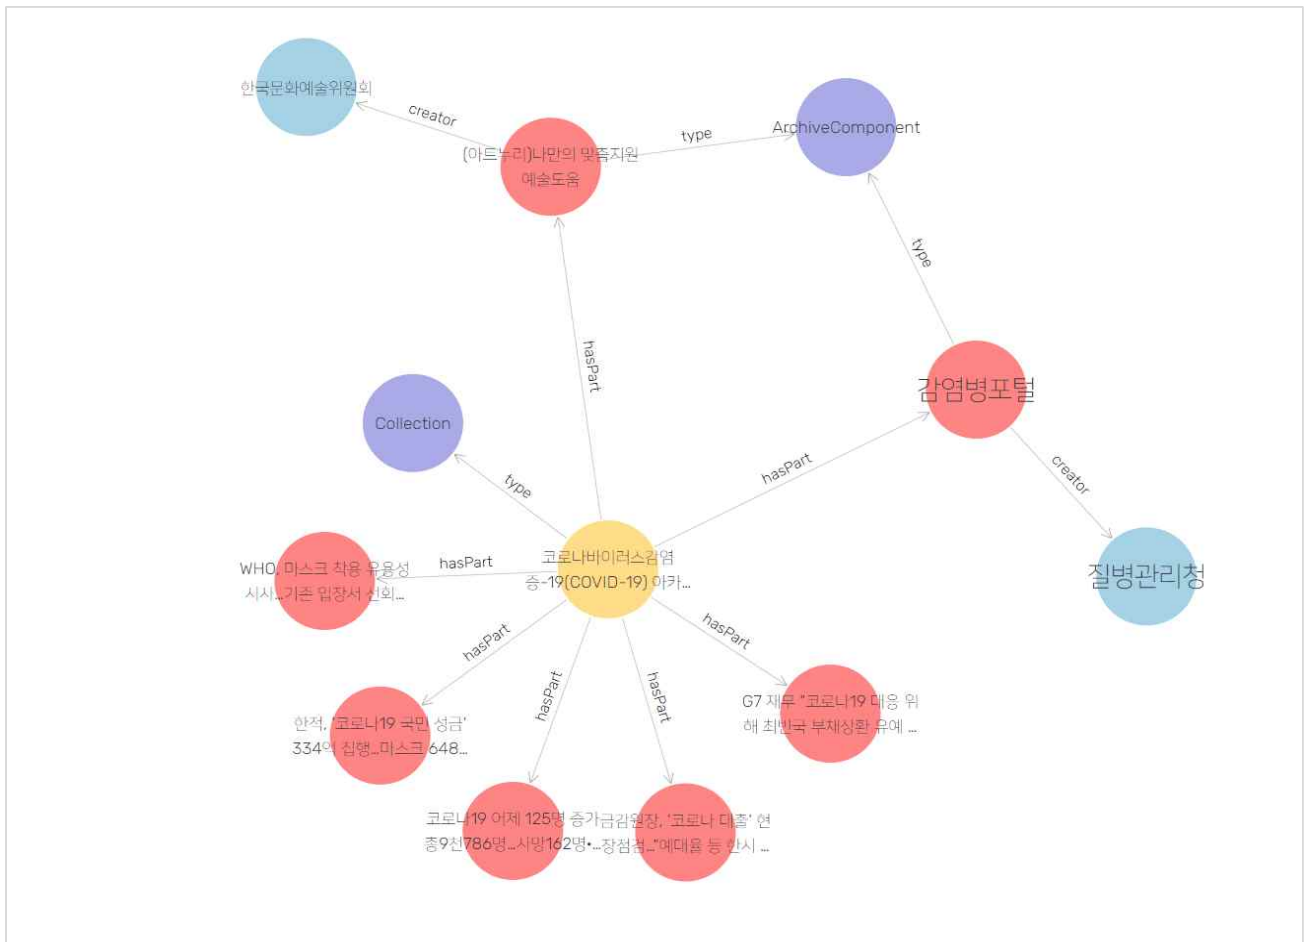 한국문화예술위원회
creator
(아트누리)나만의 맞춤지원
예술도움
type
ArchiveComponent
type
hasPart
감염병포털
Collection
hasPart
creator
type
코로나바이러스감염
증-19(COVID-19) 아카...
질병관리청
WHO, 마스크 착용 유용성
시사...기존 입장서 선회...
hasPart
hasPart
hasPart
hasPart
hasPart
한적, '코로나19 국민 성금'
334억 집행...마스크 648...
G7 재무 "코로나19 대응 위
해 최빈국 부채상환 유예 ...
코로나19 어제 125명 증가
총9천786명...사망162명•...
금감원장, '코로나 대출' 현
장점검..."예대율 등 한시 ...